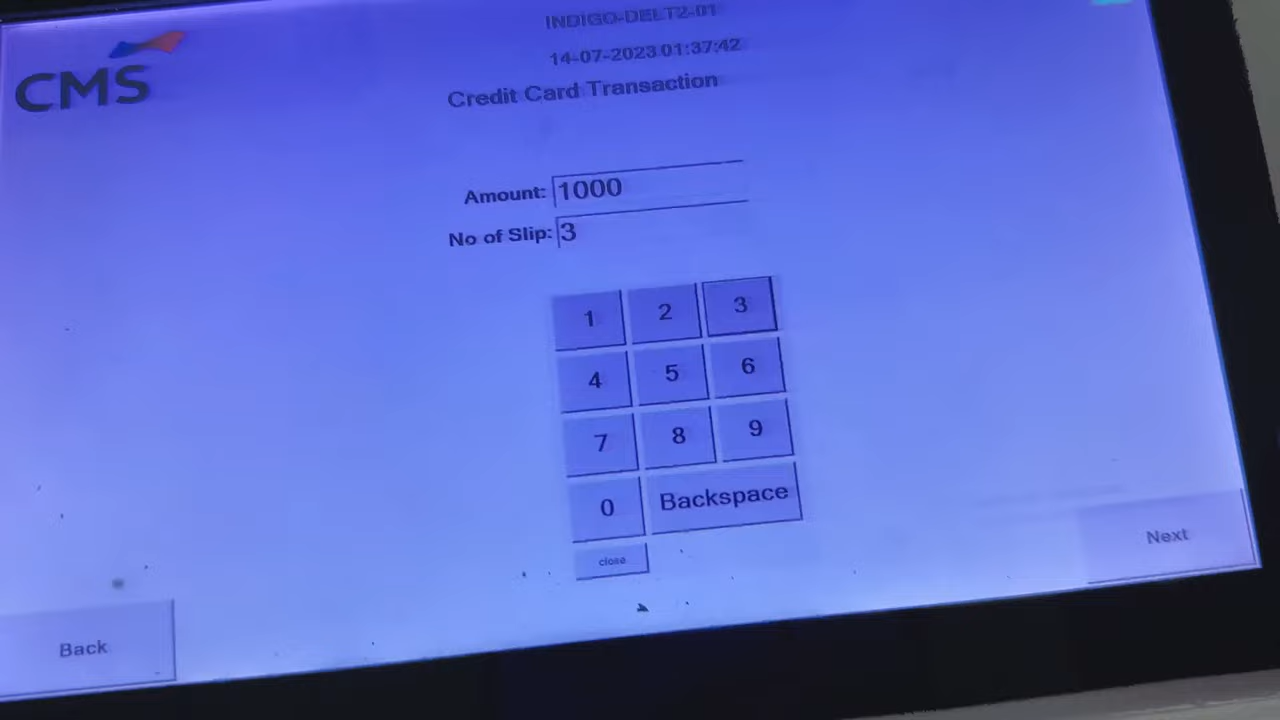 INDIGO-DELT2-01
14-07-2023 01:37:42
CMS
Credit Card Transaction
Amount: 1000
No of Slip: 3
1 2 3
4 5 6
7 8 9
0 Backspace
close
Next
Back